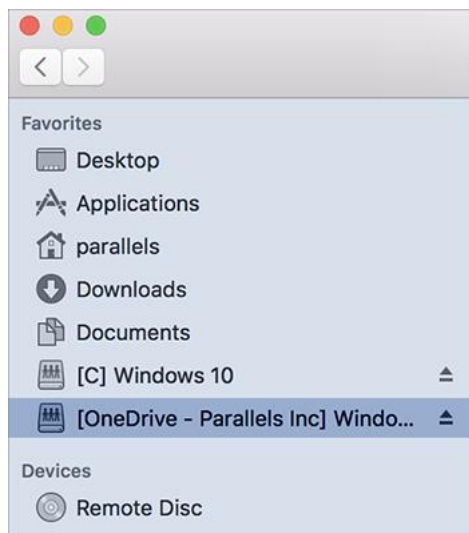 Favorites
Desktop
Applications
parallels
Downloads
Documents
[C] Windows 10
[OneDrive - Parallels Inc] Windo...
Devices
Remote Disc